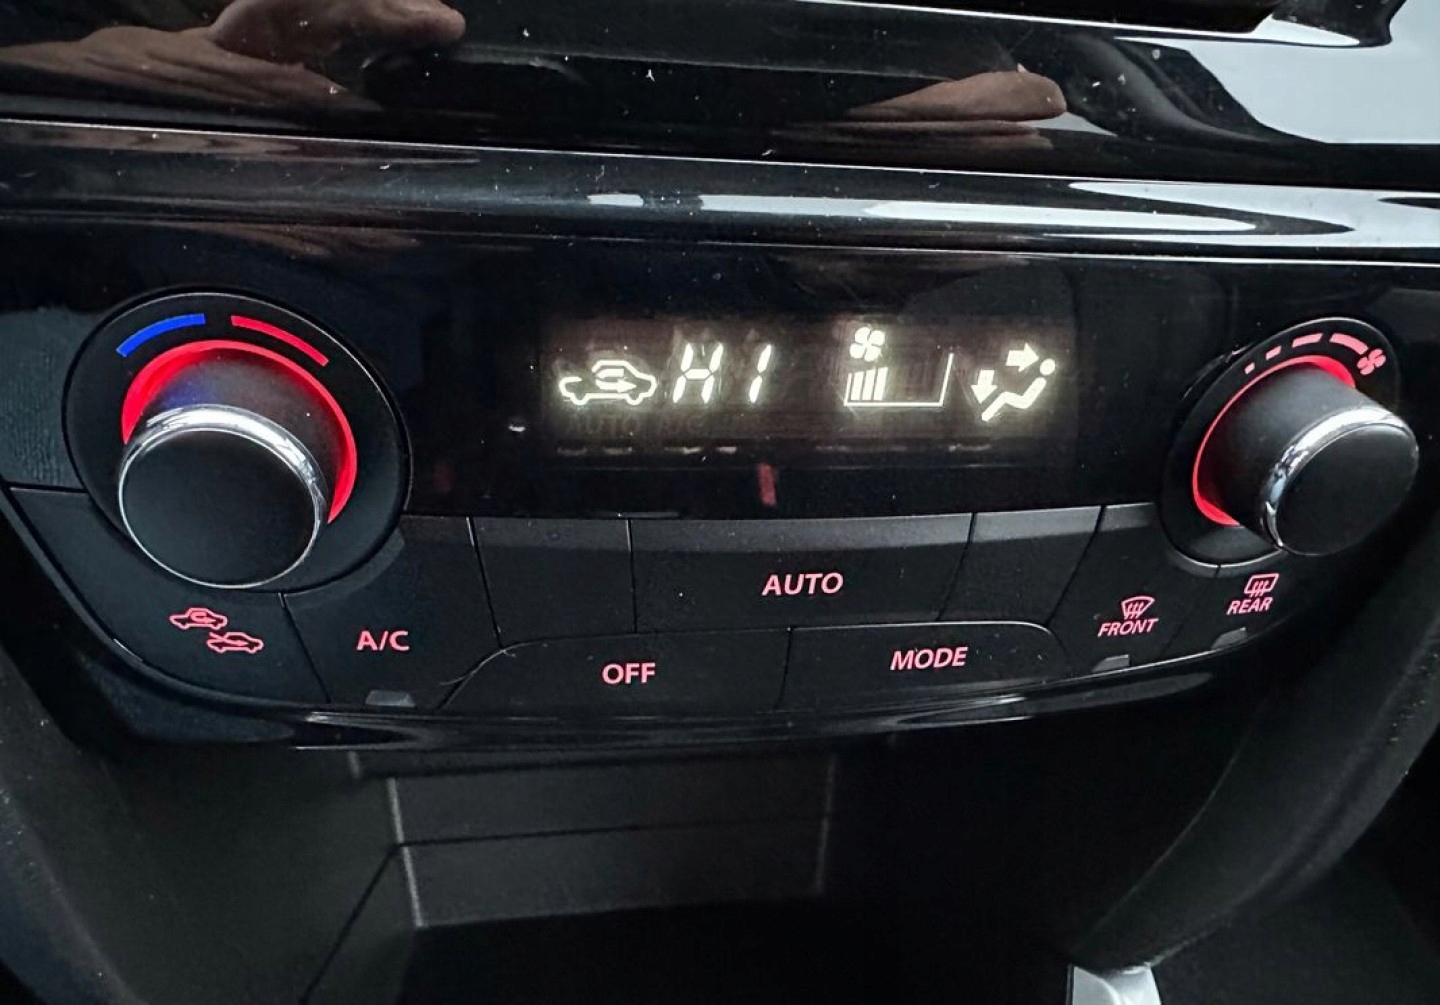 HI
AUTO
A/C
OFF
MODE
FRONT
REAR